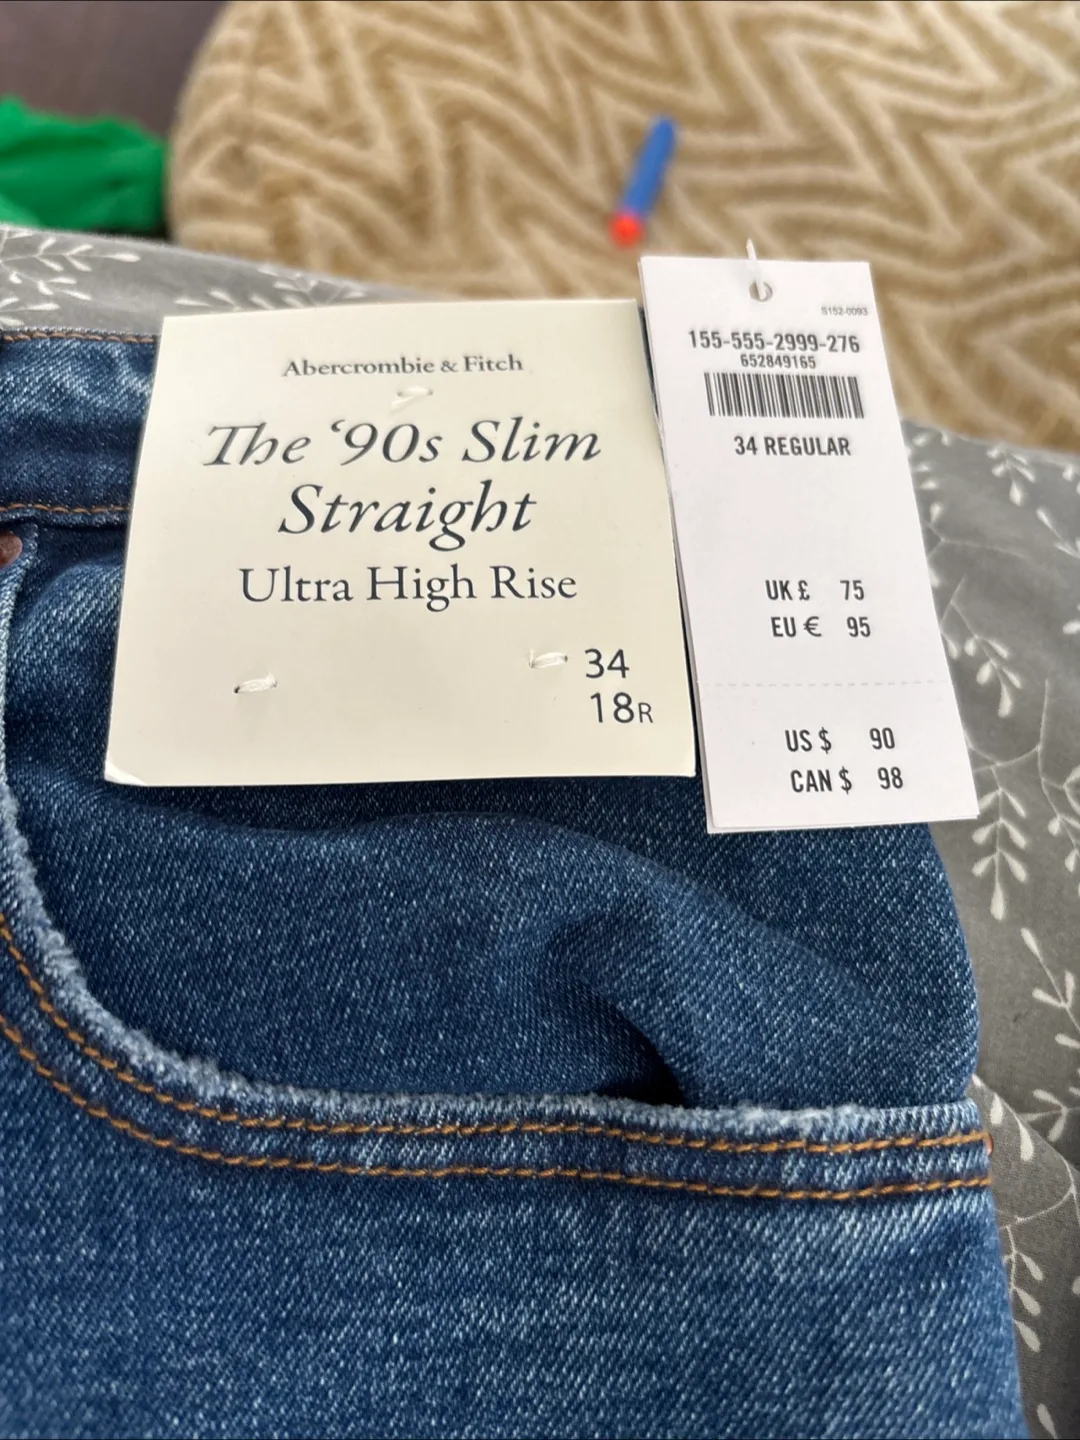 Abercrombie & Fitch
The ‘90s Slim
Straight
Ultra High Rise
34
18R
S152-0093
155-555-2999-276
652849165
34 REGULAR
UK £ 75
EU € 95
US $ 90
CAN $ 98